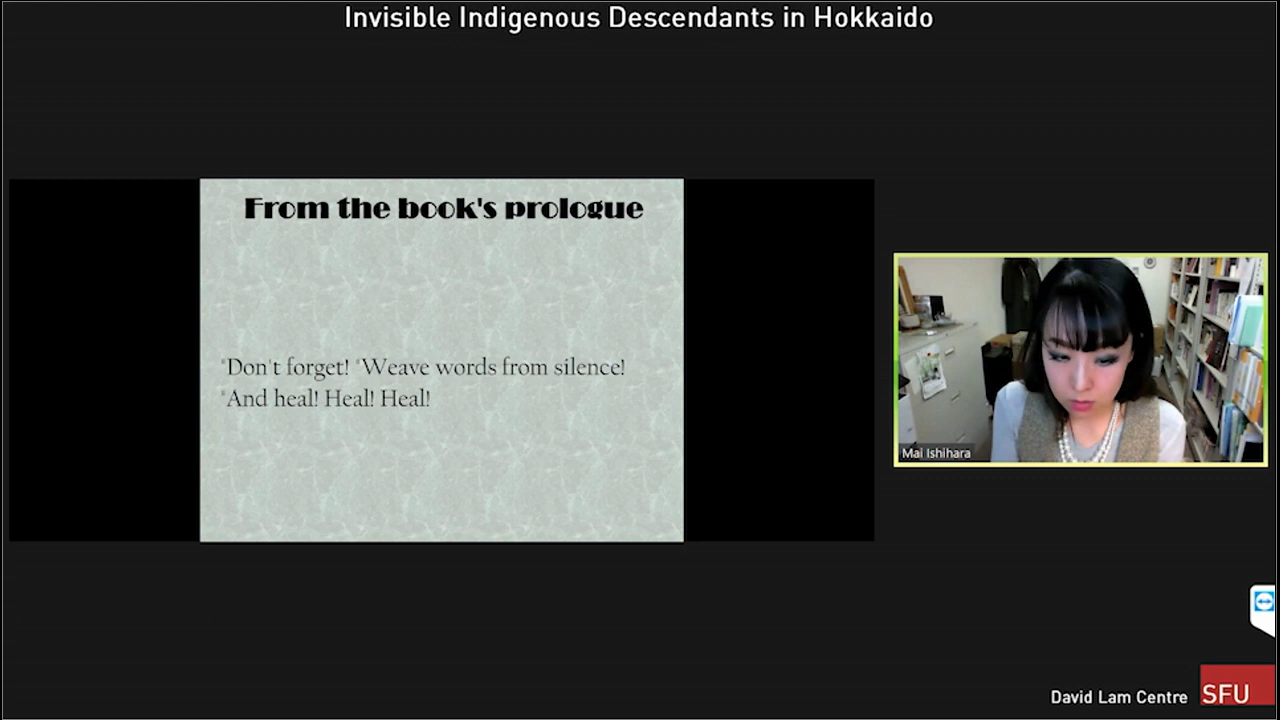 Invisible Indigenous Descendants in Hokkaido
From the book's prologue
"Don't forget! "Weave words from silence!
"And heal! Heal! Heal!
Mai Ishihara
David Lam Centre
SFU